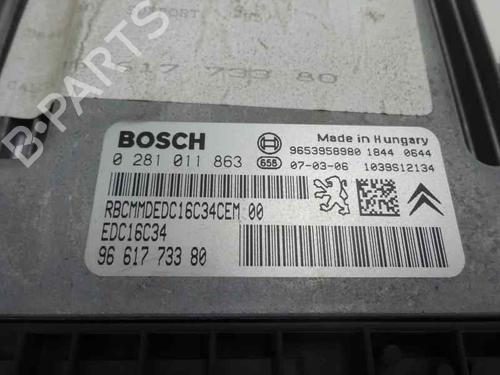 617 733 80
B-PARTS
BOSCH
Made in Hungary
9653958980 1844 0644
0 281 011 863
658
07-03-06 1039S12134
RBCMMDEDC16C34CEM 00
EDC16C34
96 617 733 80